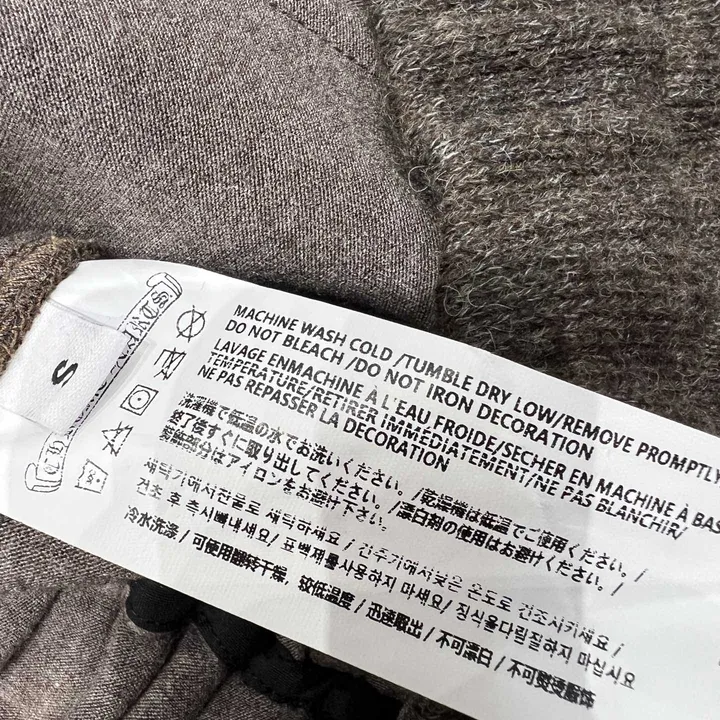 CHROME HEARTS
S
MACHINE WASH COLD /TUMBLE DRY LOW/REMOVE PROMPTLY
DO NOT BLEACH /DO NOT IRON DECORATION
LAVAGE ENMACHINE À L'EAU FROIDE/SECHER EN MACHINE À BAS
TEMPERATURE/RETIRER IMMÉDIATEMENT/NE PAS BLANCHIR/
NE PAS REPASSER LA DECORATION
洗濯機で低温の水でお洗いください。/乾燥機は低温でご使用ください。/
終了後すぐに取り出してください。/漂白剤の使用はお避けください。/
装飾部分はアイロンをお避け下さい。
세탁기에서찬물로 세탁하세요 / 건주기에서낮은 온도로 건조시키세요 /
건조 후 즉시빼내세요/ 표백제를사용하지 마세요/ 장식을다림질하지 마십시요
冷水洗涤 / 可使用翻转干燥，较低温度 / 迅速取出 / 不可漂白 / 不可熨烫服饰